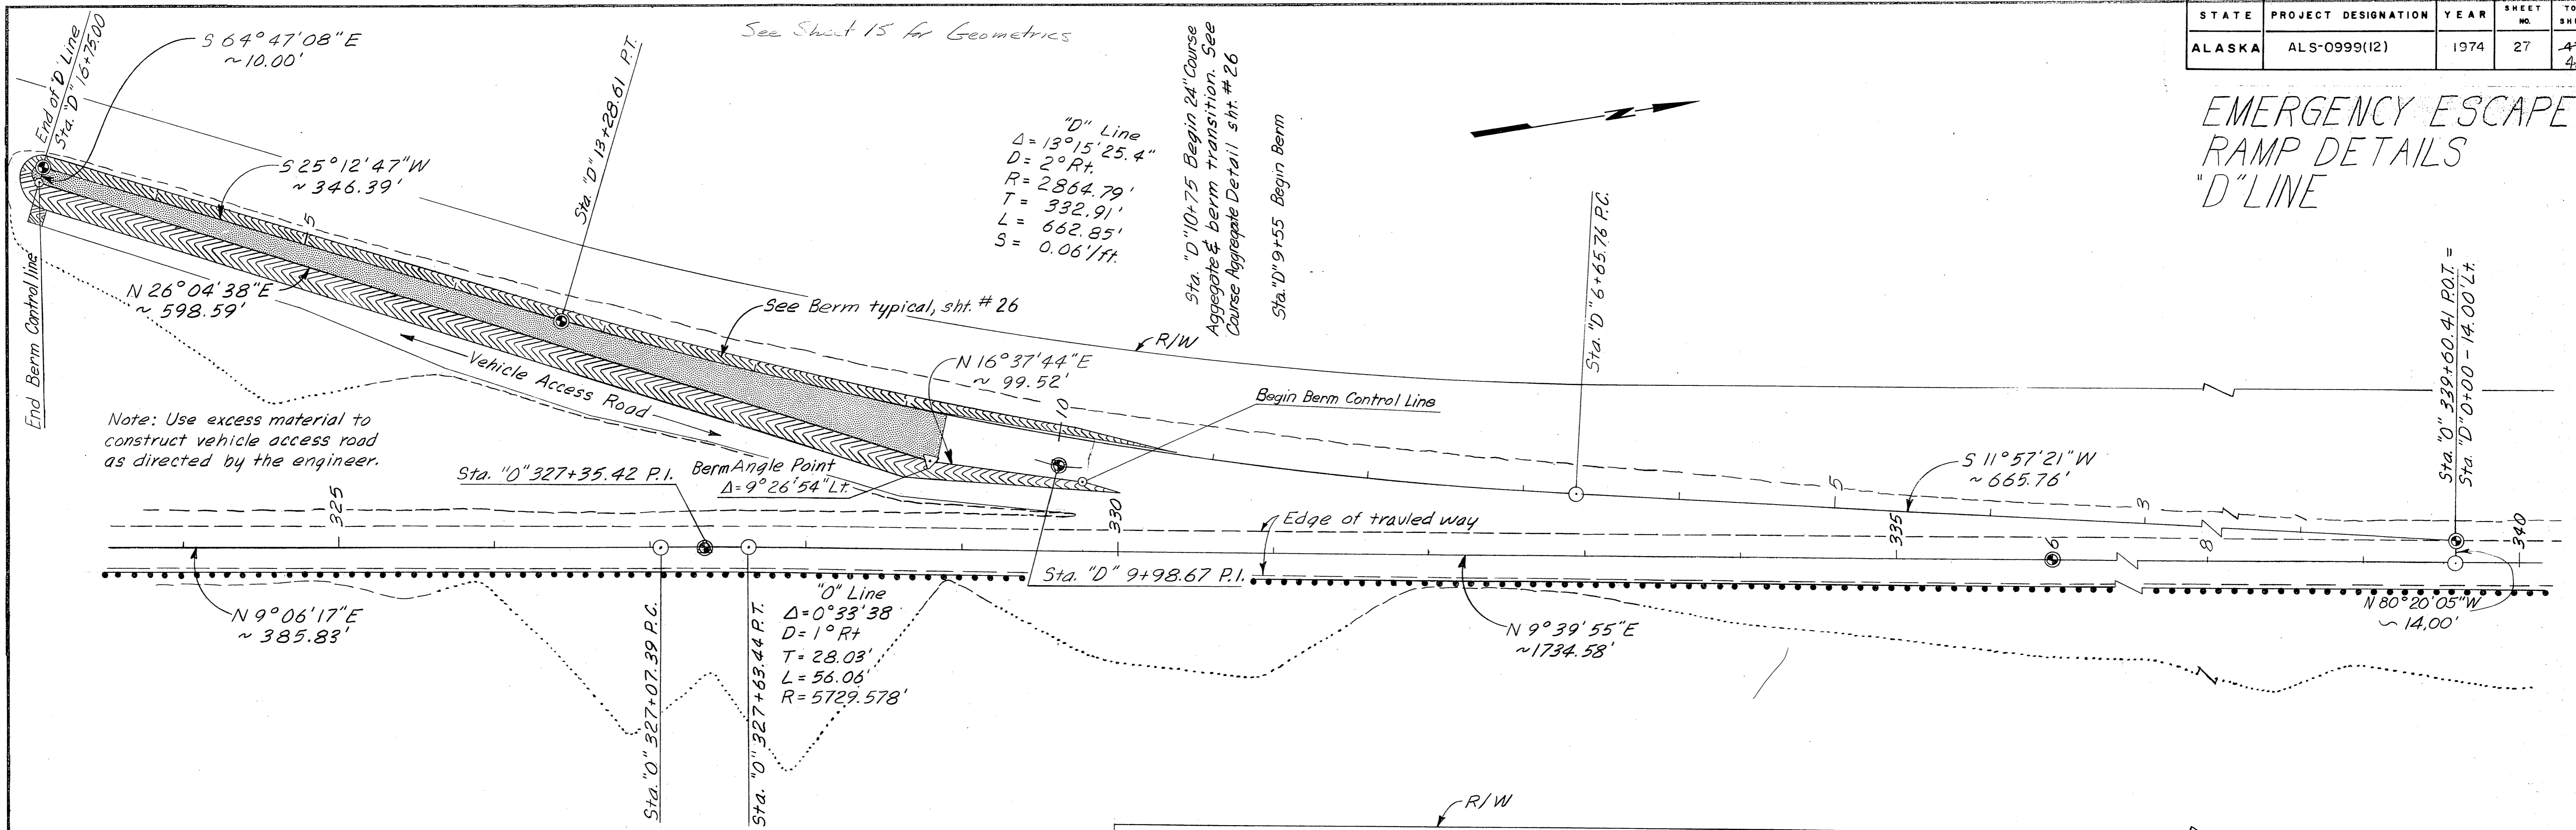 See Sheet 15 for Geometrics
STATE PROJECT DESIGNATION YEAR SHEET NO.
ALASKA ALS-0999(12) 1974 27
EMERGENCY ESCAPE
RAMP DETAILS
"D" LINE
End of "D" Line
Sta. "D" 16+75.00
S 64°47'08"E
~ 10.00'
S 25°12'47"W
~ 346.39'
Sta. "D" 13+28.61 P.T.
"D" Line
Δ = 13°15'25.4"
D = 2° Rt.
R = 2864.79'
T = 332.91'
L = 662.85'
S = 0.06'/ft.
Sta. "D" 10+75 Begin 24" Course
Aggegate & berm transition. See
Course Aggregate Detail sht. # 26
Sta. "D" 9+55 Begin Berm
Sta. "D" 6+65.76 P.C.
Sta. "O" 339+60.41 P.O.T. =
Sta. "D" 0+00 - 14.00' Lt.
End Berm Control line
N 26°04'38"E
~ 598.59'
15
See Berm typical, sht. # 26
R/W
Vehicle Access Road
N 16°37'44"E
~ 99.52'
10
Begin Berm Control Line
Note: Use excess material to
construct vehicle access road
as directed by the engineer.
Sta. "O" 327+35.42 P.I.
Berm Angle Point
Δ = 9°26'54" Lt.
S 11°57'21"W
~ 665.76'
5
3
325
330
Edge of travled way
335
6
8
340
Sta. "D" 9+98.67 P.I.
N 9°06'17"E
~ 385.83'
Sta. "O" 327+07.39 P.C.
Sta. "O" 327+63.44 P.T.
"O" Line
Δ = 0°33'38
D = 1° Rt
T = 28.03'
L = 56.06'
R = 5729.578'
N 9°39'55"E
~1734.58'
N 80°20'05"W
~ 14.00'
R/W